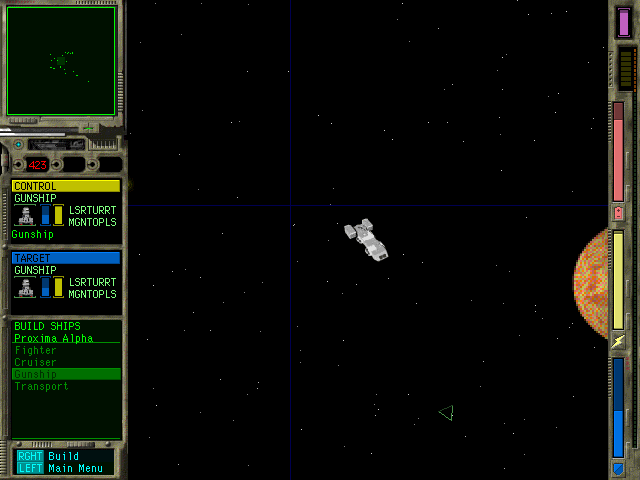 423
CONTROL
GUNSHIP
LSRTURRT
MGNTOPLS
Gunship
TARGET
GUNSHIP
LSRTURRT
MGNTOPLS
BUILD SHIPS
Proxima Alpha
Fighter
Cruiser
Gunship
Transport
RGHT Build
LEFT Main Menu